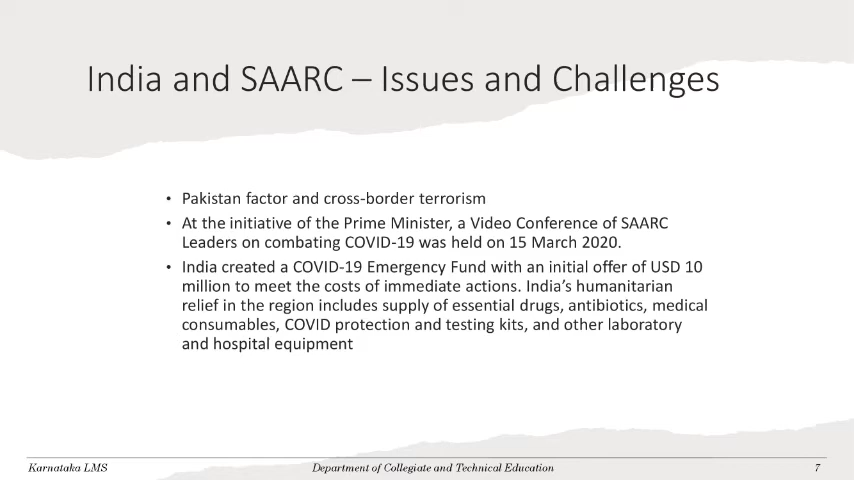 India and SAARC – Issues and Challenges
• Pakistan factor and cross-border terrorism
• At the initiative of the Prime Minister, a Video Conference of SAARC
Leaders on combating COVID-19 was held on 15 March 2020.
• India created a COVID-19 Emergency Fund with an initial offer of USD 10
million to meet the costs of immediate actions. India’s humanitarian
relief in the region includes supply of essential drugs, antibiotics, medical
consumables, COVID protection and testing kits, and other laboratory
and hospital equipment
Karnataka LMS
Department of Collegiate and Technical Education
7